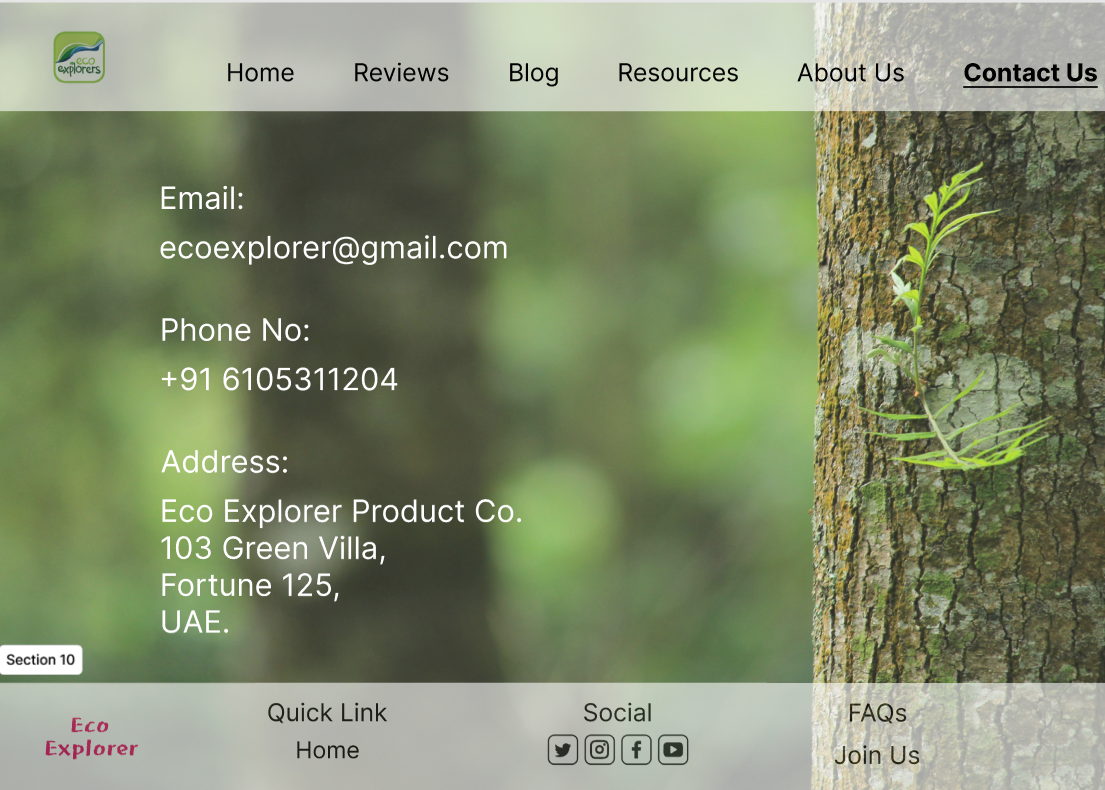 eco
explorers
Home Reviews Blog Resources About Us Contact Us
Email:
ecoexplorer@gmail.com
Phone No:
+91 6105311204
Address:
Eco Explorer Product Co.
103 Green Villa,
Fortune 125,
UAE.
Section 10
Eco
Explorer
Quick Link
Home
Social
FAQs
Join Us